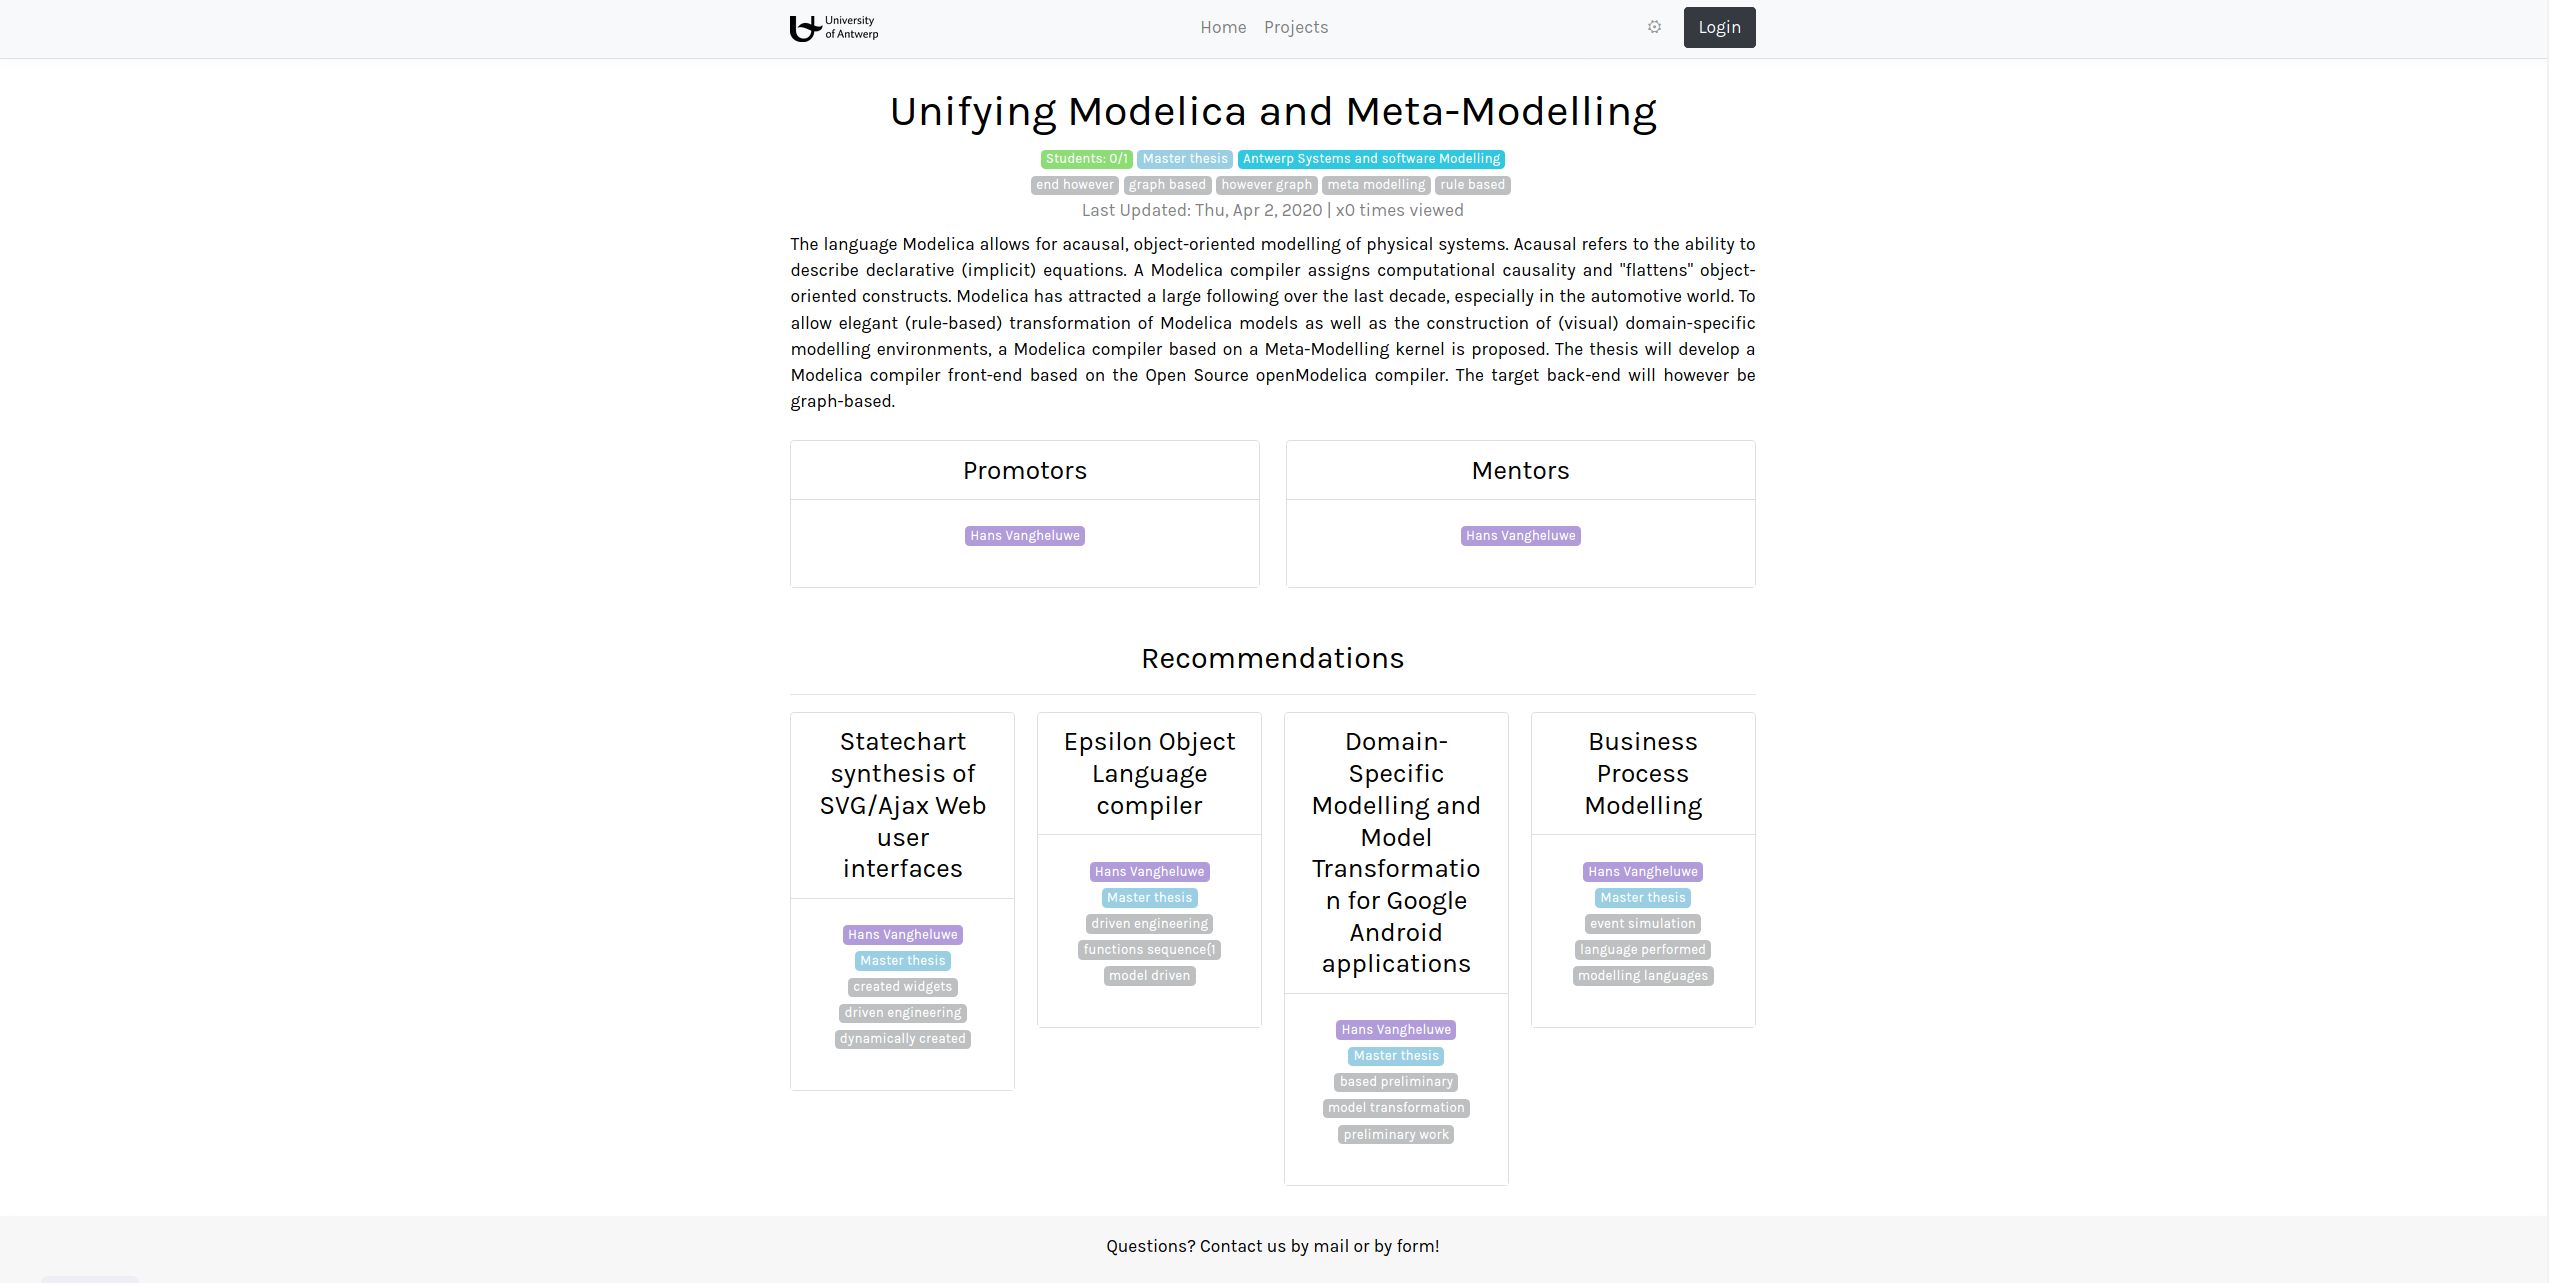 University
of Antwerp
Home Projects
Login
Unifying Modelica and Meta-Modelling
Students: 0/1 Master thesis Antwerp Systems and software Modelling
end however graph based however graph meta modelling rule based
Last Updated: Thu, Apr 2, 2020 | x0 times viewed
The language Modelica allows for acausal, object-oriented modelling of physical systems. Acausal refers to the ability to
describe declarative (implicit) equations. A Modelica compiler assigns computational causality and "flattens" object-
oriented constructs. Modelica has attracted a large following over the last decade, especially in the automotive world. To
allow elegant (rule-based) transformation of Modelica models as well as the construction of (visual) domain-specific
modelling environments, a Modelica compiler based on a Meta-Modelling kernel is proposed. The thesis will develop a
Modelica compiler front-end based on the Open Source openModelica compiler. The target back-end will however be
graph-based.
Promotors
Hans Vangheluwe
Mentors
Hans Vangheluwe
Recommendations
Statechart
synthesis of
SVG/Ajax Web
user
interfaces
Hans Vangheluwe
Master thesis
created widgets
driven engineering
dynamically created
Epsilon Object
Language
compiler
Hans Vangheluwe
Master thesis
driven engineering
functions sequence{1
model driven
Domain-
Specific
Modelling and
Model
Transformatio
n for Google
Android
applications
Hans Vangheluwe
Master thesis
based preliminary
model transformation
preliminary work
Business
Process
Modelling
Hans Vangheluwe
Master thesis
event simulation
language performed
modelling languages
Questions? Contact us by mail or by form!